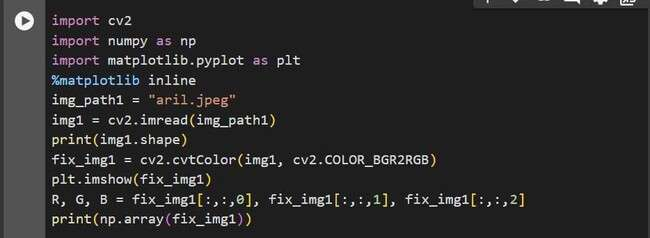 import cv2
import numpy as np
import matplotlib.pyplot as plt
%matplotlib inline
img_path1 = "aril.jpeg"
img1 = cv2.imread(img_path1)
print(img1.shape)
fix_img1 = cv2.cvtColor(img1, cv2.COLOR_BGR2RGB)
plt.imshow(fix_img1)
R, G, B = fix_img1[:,:,0], fix_img1[:,:,1], fix_img1[:,:,2]
print(np.array(fix_img1))